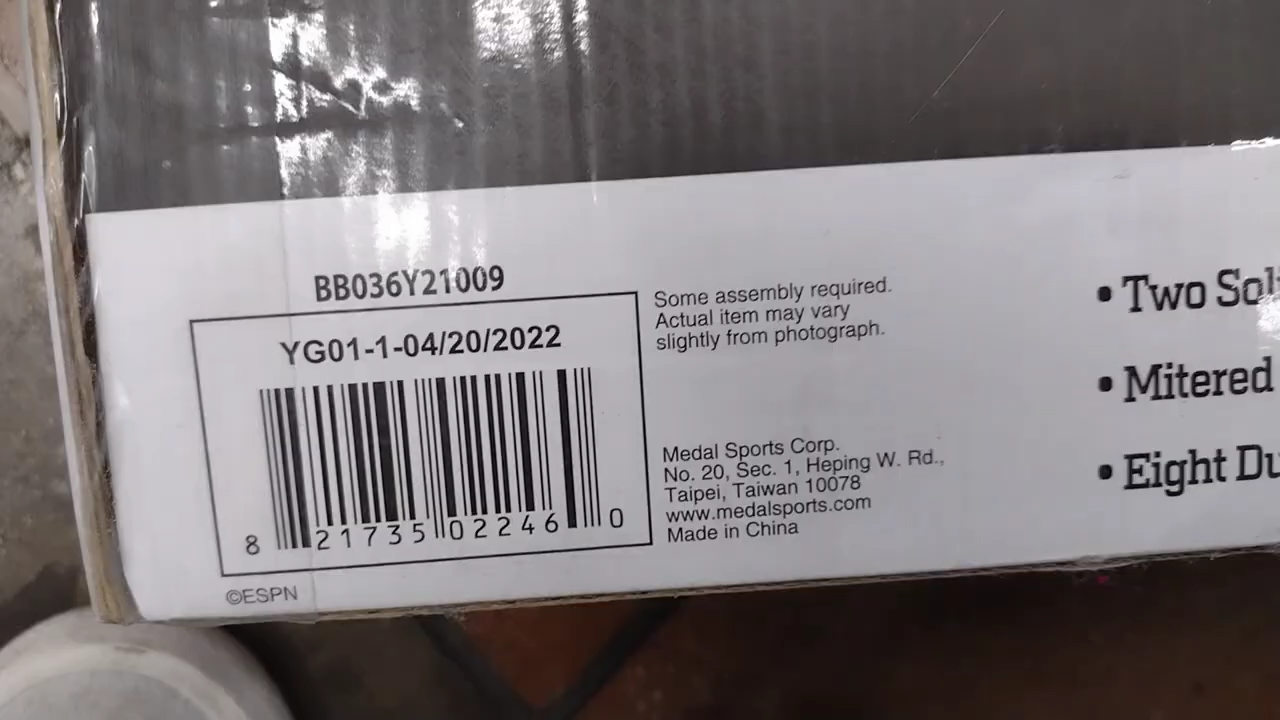 BB036Y21009
YG01-1-04/20/2022
8 21735 02246 0
©ESPN
Some assembly required.
Actual item may vary
slightly from photograph.
Medal Sports Corp.
No. 20, Sec. 1, Heping W. Rd.,
Taipei, Taiwan 10078
www.medalsports.com
Made in China
• Two
• Mitered
• Eight